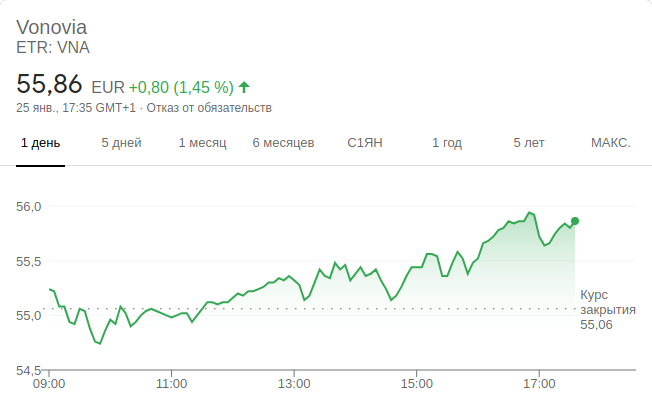 Vonovia
ETR: VNA
55,86 EUR +0,80 (1,45 %)
25 янв., 17:35 GMT+1 · Отказ от обязательств
1 день 5 дней 1 месяц 6 месяцев С1ЯН 1 год 5 лет МАКС.
56,0
55,5
55,0
54,5
Курс
закрытия
55,06
09:00 11:00 13:00 15:00 17:00